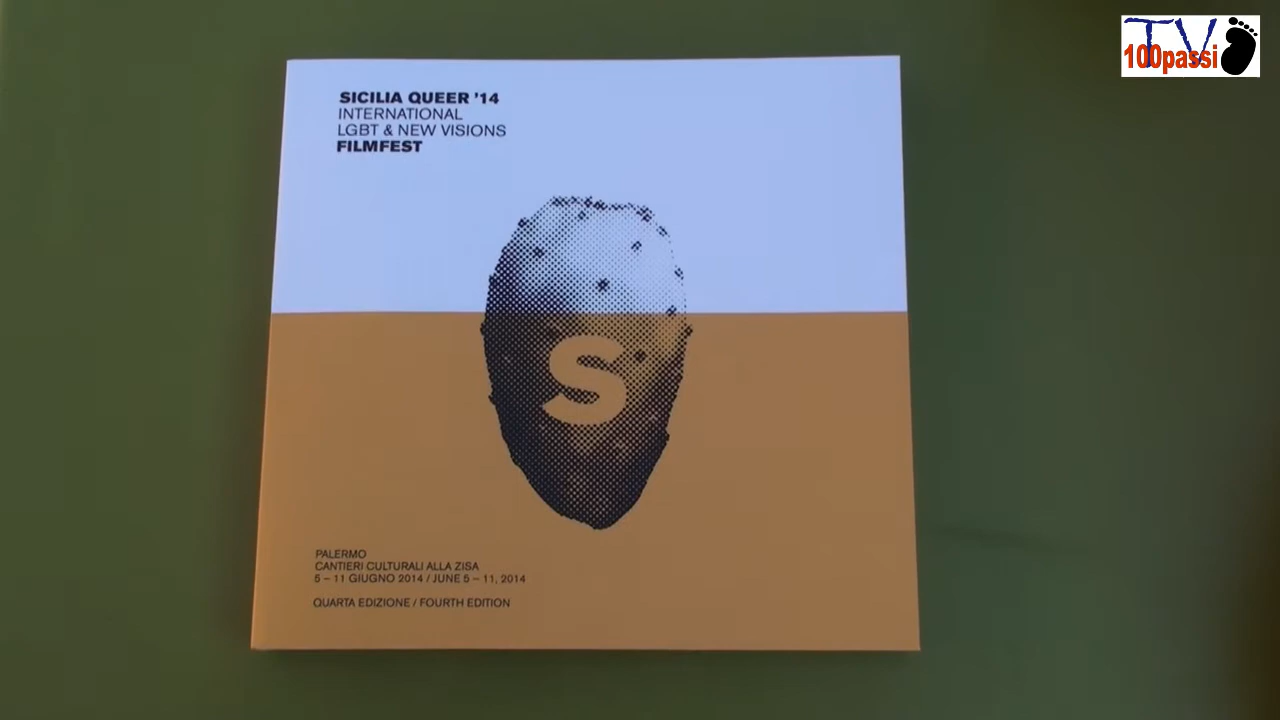 TV
100passi
SICILIA QUEER '14
INTERNATIONAL
LGBT & NEW VISIONS
FILMFEST
S
PALERMO
CANTIERI CULTURALI ALLA ZISA
5 – 11 GIUGNO 2014 / JUNE 5 – 11, 2014
QUARTA EDIZIONE / FOURTH EDITION